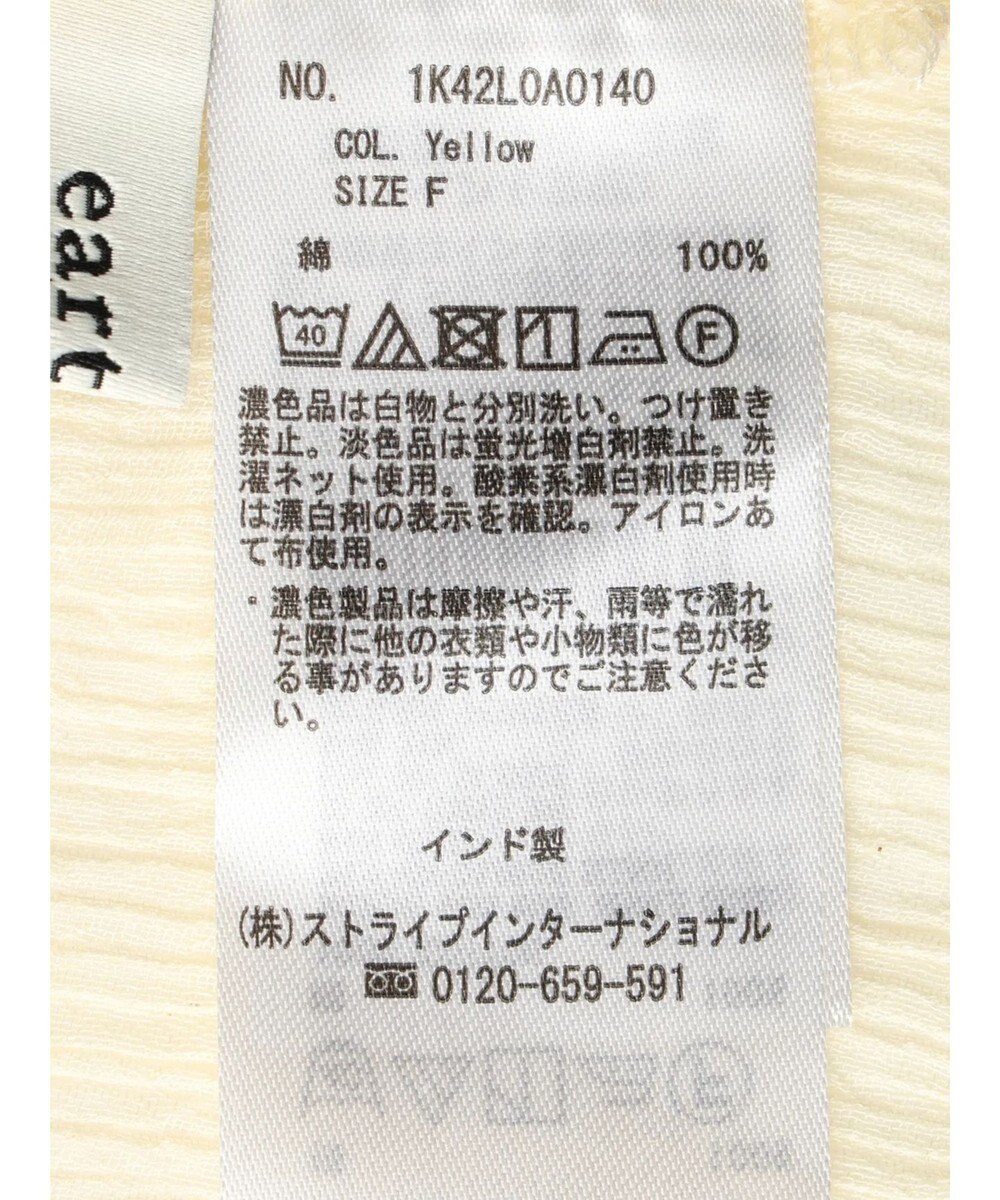 eart
NO. 1K42L0A0140
COL. Yellow
SIZE F
綿 100%
40 F
濃色品は白物と分別洗い。つけ置き
禁止。淡色品は蛍光増白剤禁止。洗
濯ネット使用。酸素系漂白剤使用時
は漂白剤の表示を確認。アイロンあ
て布使用。
・濃色製品は摩擦や汗、雨等で濡れ
た際に他の衣類や小物類に色が移
る事がありますのでご注意くださ
い。
インド製
(株)ストライプインターナショナル
0120-659-591